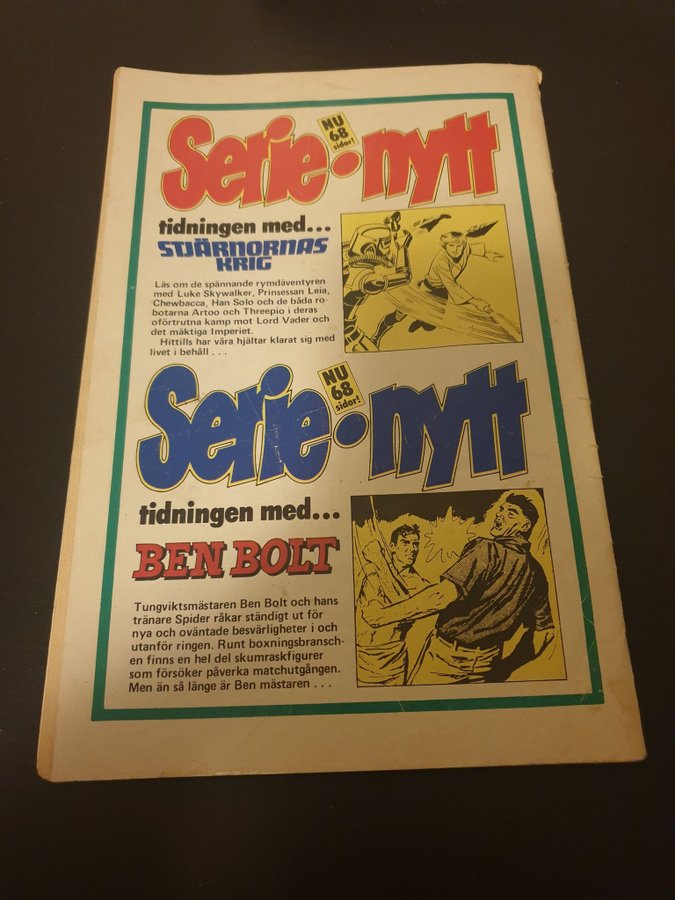 Serie-nytt
NU
68
sidor!
tidningen med...
STJÄRNORNAS
KRIG
Läs om de spännande rymdäventyren
med Luke Skywalker, Prinsessan Leia,
Chewbacca, Han Solo och de båda ro-
botarna Artoo och Threepio i deras
oförtrutna kamp mot Lord Vader och
det mäktiga Imperiet.
Hittills har våra hjältar klarat sig med
livet i behåll . . .
Serie-nytt
NU
68
sidor!
tidningen med...
BEN BOLT
Tungviktsmästaren Ben Bolt och hans
tränare Spider råkar ständigt ut för
nya och oväntade besvärligheter i och
utanför ringen. Runt boxningsbransch-
en finns en hel del skumraskfigurer
som försöker påverka matchutgången.
Men än så länge är Ben mästaren . . .